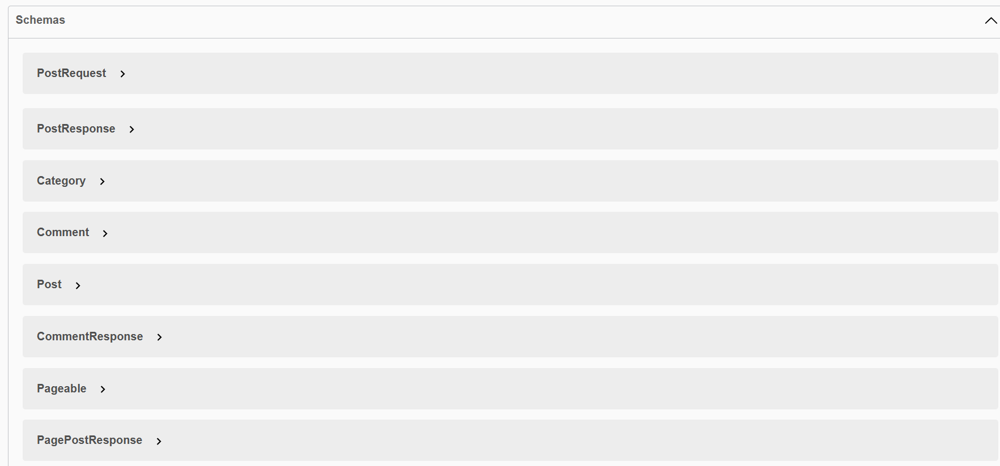 Schemas
PostRequest
PostResponse
Category
Comment
Post
CommentResponse
Pageable
PagePostResponse